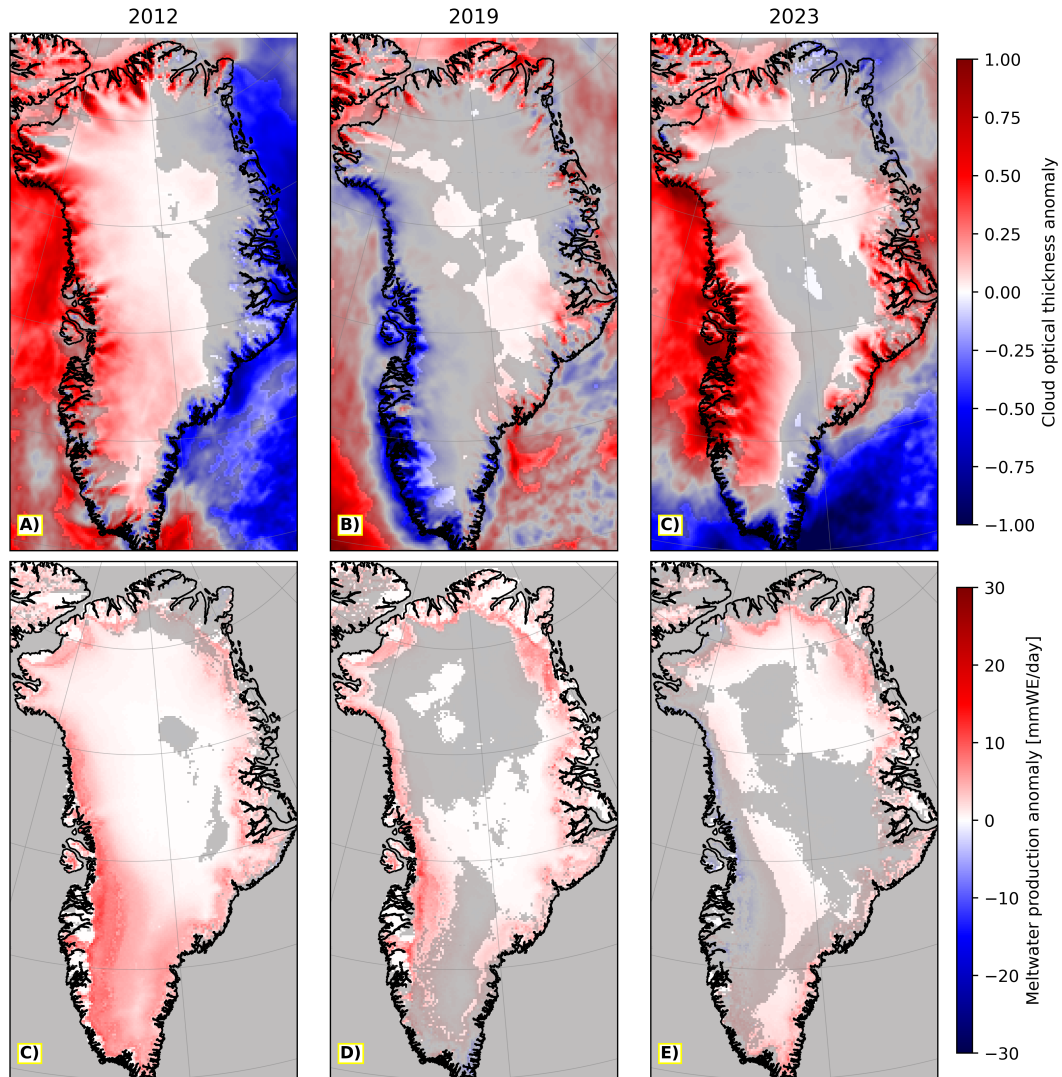 2012
2019
2023
A)
B)
C)
1.00
0.75
0.50
0.25
0.00
−0.25
−0.50
−0.75
−1.00
Cloud optical thickness anomaly
C)
D)
E)
30
20
10
0
−10
−20
−30
Meltwater production anomaly [mmWE/day]